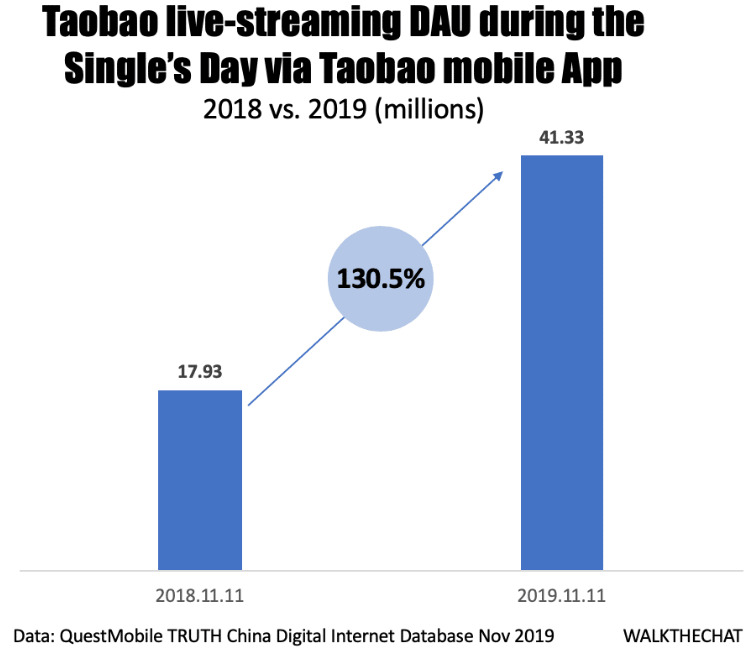 Taobao live-streaming DAU during the
Single’s Day via Taobao mobile App
2018 vs. 2019 (millions)
41.33
130.5%
17.93
2018.11.11 2019.11.11
Data: QuestMobile TRUTH China Digital Internet Database Nov 2019 WALKTHECHAT